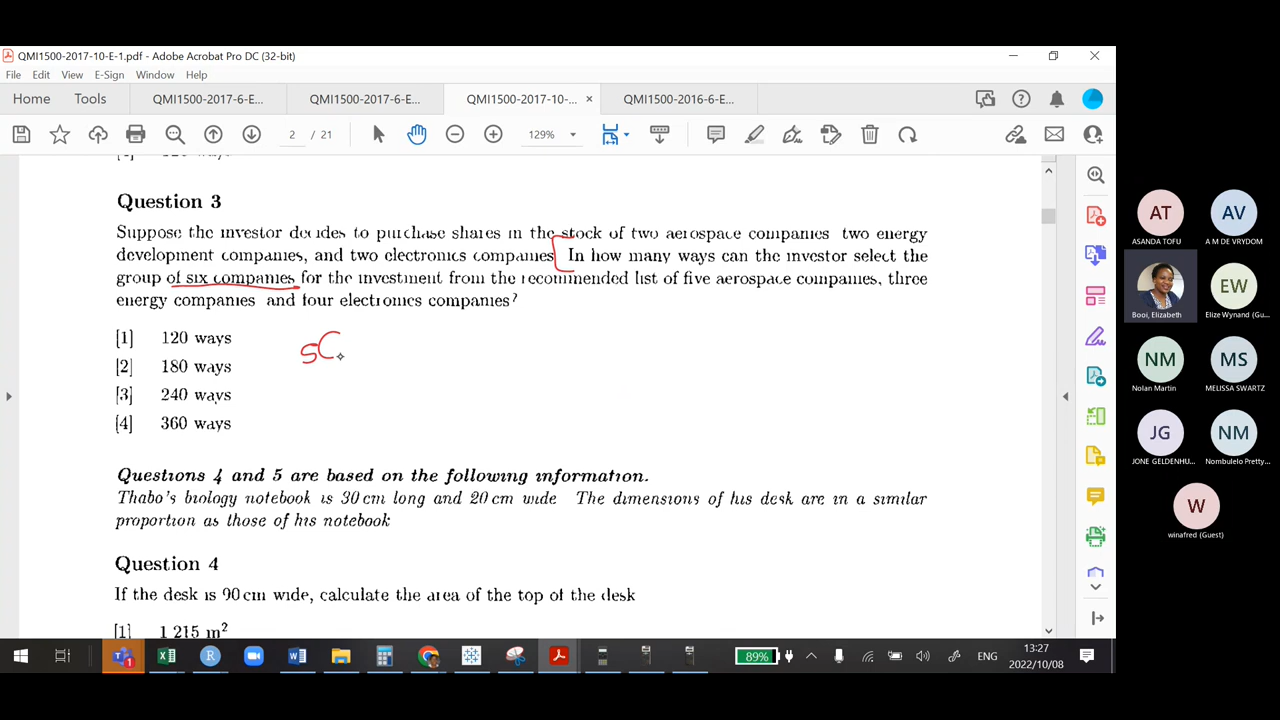 QMI1500-2017-10-E-1.pdf - Adobe Acrobat Pro DC (32-bit)
File Edit View E-Sign Window Help
Home Tools QMI1500-2017-6-E... QMI1500-2017-6-E... QMI1500-2017-10-... × QMI1500-2016-6-E...
2 / 21 129%
Question 3
Suppose the investor decides to purchase shares in the stock of two aerospace companies two energy
development companies, and two electronics companies In how many ways can the investor select the
group of six companies for the investment from the recommended list of five aerospace companies, three
energy companies and four electronics companies?
[1] 120 ways
[2] 180 ways
[3] 240 ways
[4] 360 ways
5C
Questions 4 and 5 are based on the following information.
Thabo's biology notebook is 30 cm long and 20 cm wide The dimensions of his desk are in a similar
proportion as those of his notebook
Question 4
If the desk is 90 cm wide, calculate the area of the top of the desk
[1] 1 215 m²
AT
ASANDA TOFU
AV
A M DE VRYDOM
Booi, Elizabeth
EW
Elize Wynand (Gu...
NM
Nolan Martin
MS
MELISSA SWARTZ
JG
JONE GELDENHU...
NM
Nombulelo Pretty...
W
winafred (Guest)
89% ENG
13:27
2022/10/08